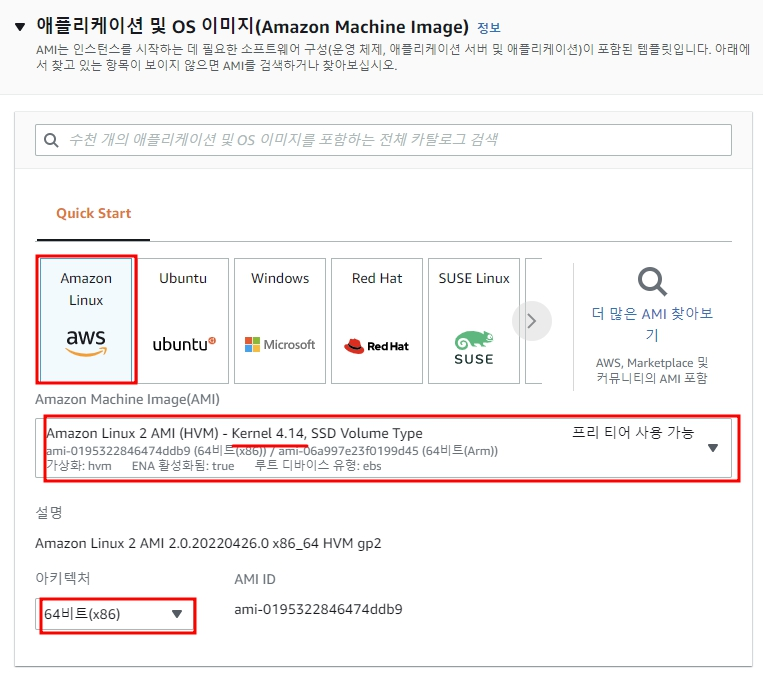 애플리케이션 및 OS 이미지(Amazon Machine Image) 정보
AMI는 인스턴스를 시작하는 데 필요한 소프트웨어 구성(운영 체제, 애플리케이션 서버 및 애플리케이션)이 포함된 템플릿입니다. 아래에
서 찾고 있는 항목이 보이지 않으면 AMI를 검색하거나 찾아보십시오.
수천 개의 애플리케이션 및 OS 이미지를 포함하는 전체 카탈로그 검색
Quick Start
Amazon
Linux
aws
Ubuntu
ubuntu
Windows
Microsoft
Red Hat
Red Hat
SUSE Linux
SUSE
더 많은 AMI 찾아보
기
AWS, Marketplace 및
커뮤니티의 AMI 포함
Amazon Machine Image(AMI)
Amazon Linux 2 AMI (HVM) - Kernel 4.14, SSD Volume Type 프리 티어 사용 가능
ami-0195322846474ddb9 (64비트(x86)) / ami-06a997e23f0199d45 (64비트(Arm))
가상화: hvm ENA 활성화됨: true 루트 디바이스 유형: ebs
설명
Amazon Linux 2 AMI 2.0.20220426.0 x86_64 HVM gp2
아키텍처 AMI ID
64비트(x86) ami-0195322846474ddb9